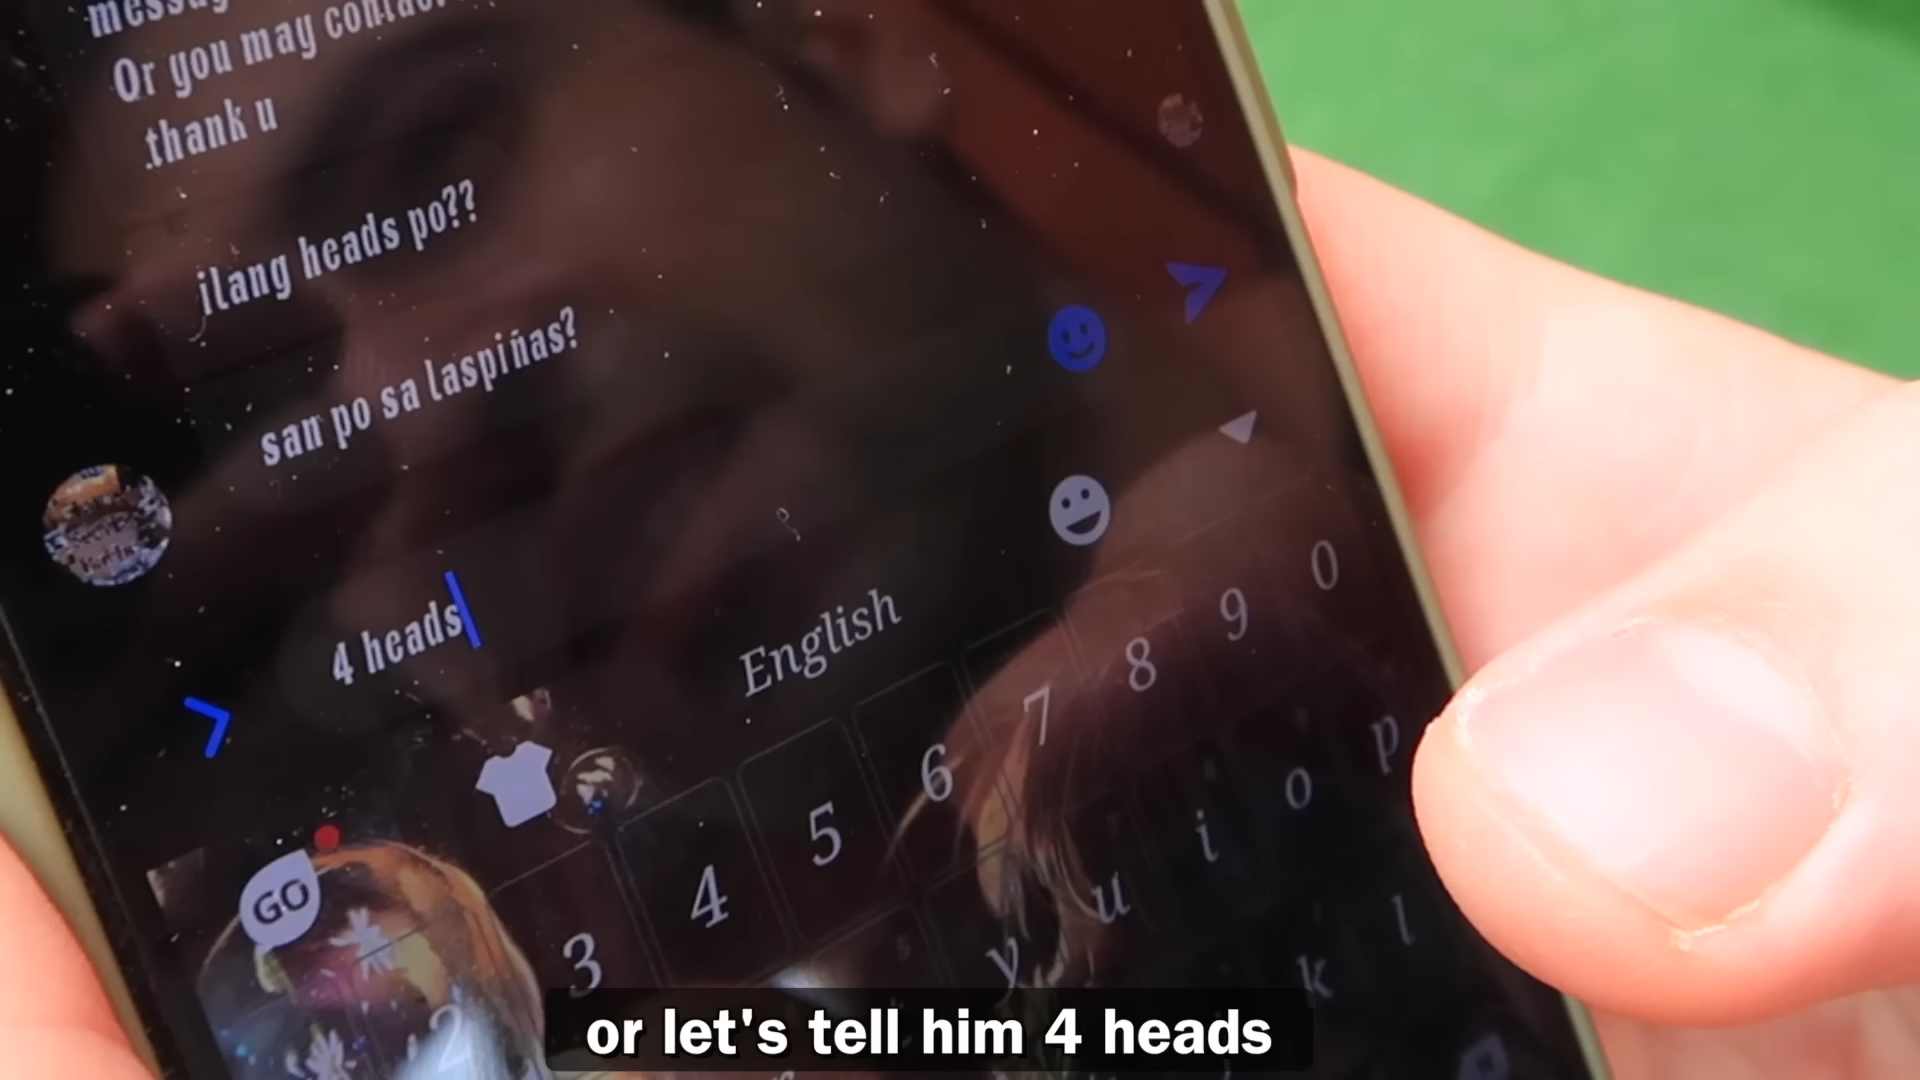 Or you may
thank u
ilang heads po??
san po sa laspiñas?
4 heads
English
GO
2 3 4 5 6 7 8 9 0
y u i o p
k l
or let's tell him 4 heads